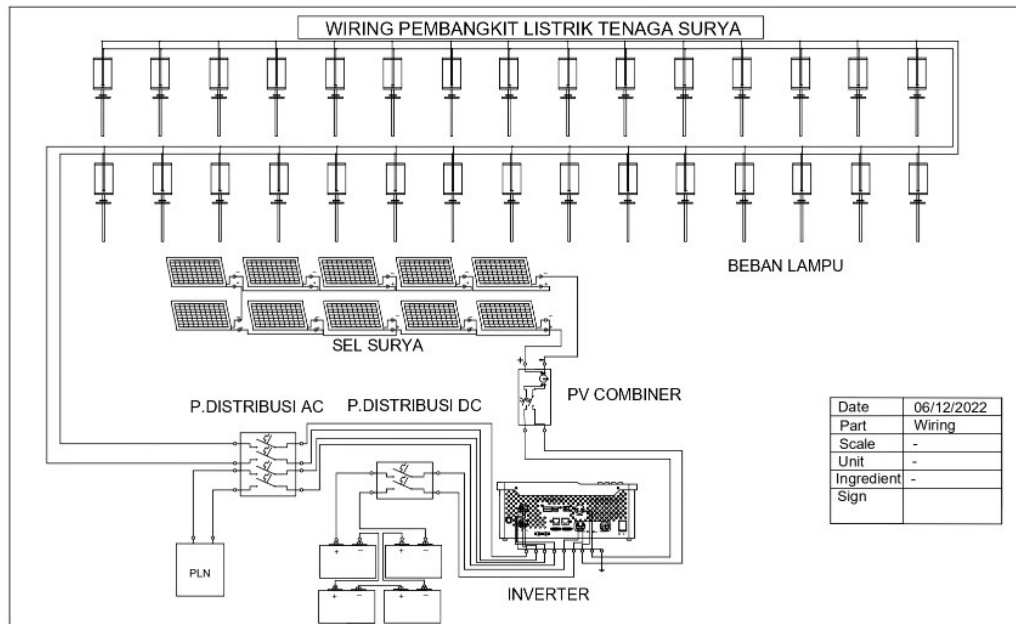 WIRING PEMBANGKIT LISTRIK TENAGA SURYA
BEBAN LAMPU
SEL SURYA
+ -
PV COMBINER
P.DISTRIBUSI AC
P.DISTRIBUSI DC
Date 06/12/2022
Part Wiring
Scale -
Unit -
Ingredient -
Sign
+ - + -
PLN
INVERTER